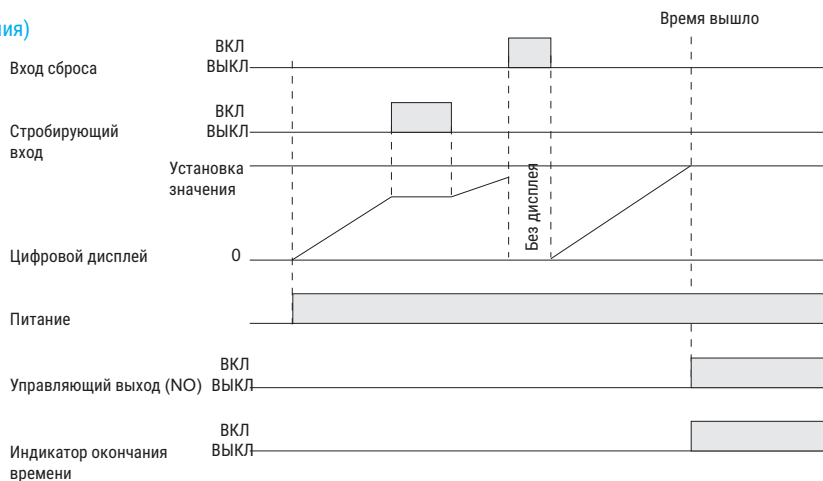 ния)
Время вышло
ВКЛ
Вход сброса
ВЫКЛ
ВКЛ
Стробирующий
ВЫКЛ
вход
Установка
значения
Без дисплея
Цифровой дисплей
0
Питание
ВКЛ
Управляющий выход (NO)
ВЫКЛ
ВКЛ
Индикатор окончания
ВЫКЛ
времени